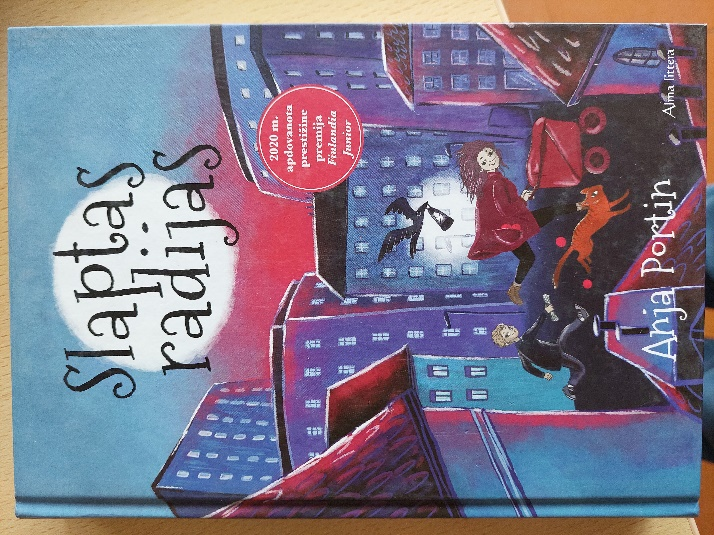 Slaptas
radijas
2020 m.
apdovanota
prestižine
premija
Finlandia
Junior
Anja Portin
Alma littera